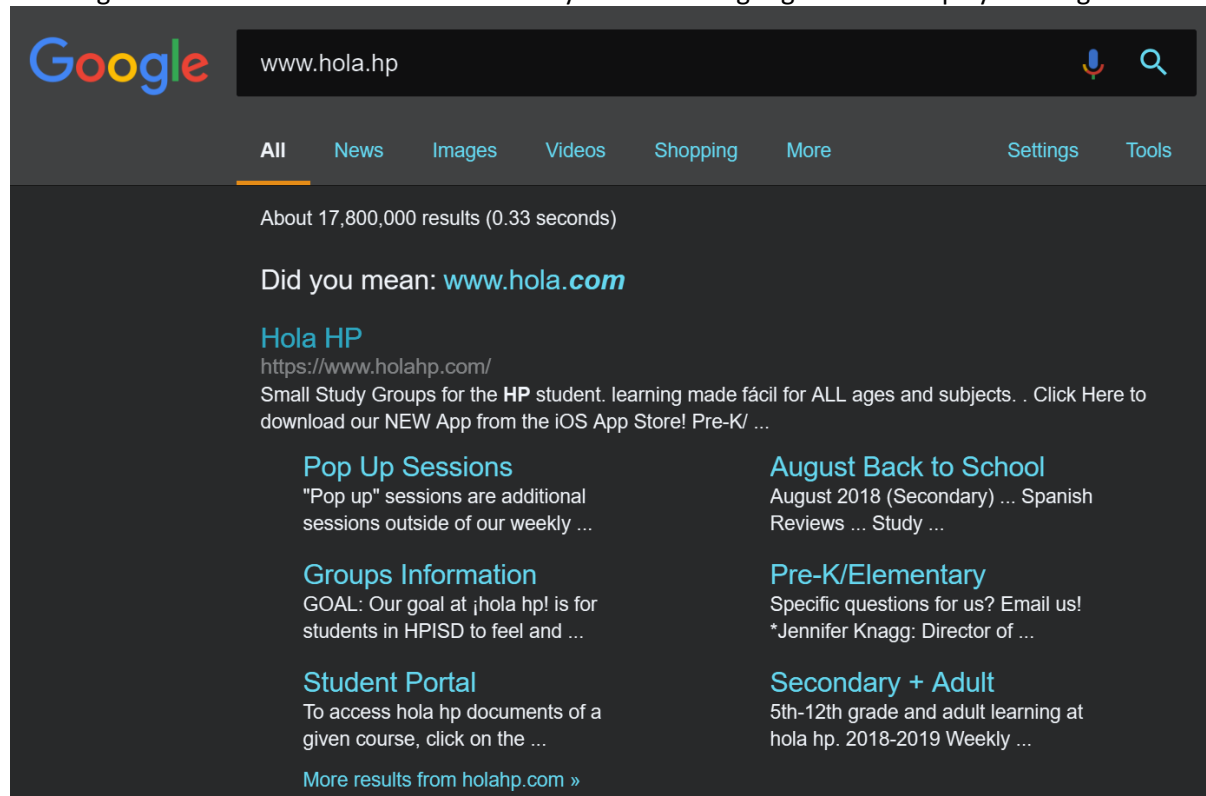 Google
www.hola.hp
All News Images Videos Shopping More Settings Tools
About 17,800,000 results (0.33 seconds)
Did you mean: www.hola.com
Hola HP
https://www.holahp.com/
Small Study Groups for the HP student. learning made fácil for ALL ages and subjects. . Click Here to
download our NEW App from the iOS App Store! Pre-K/ ...
Pop Up Sessions
"Pop up" sessions are additional
sessions outside of our weekly ...
August Back to School
August 2018 (Secondary) ... Spanish
Reviews ... Study ...
Groups Information
GOAL: Our goal at ¡hola hp! is for
students in HPISD to feel and ...
Pre-K/Elementary
Specific questions for us? Email us!
*Jennifer Knagg: Director of ...
Student Portal
To access hola hp documents of a
given course, click on the ...
Secondary + Adult
5th-12th grade and adult learning at
hola hp. 2018-2019 Weekly ...
More results from holahp.com »